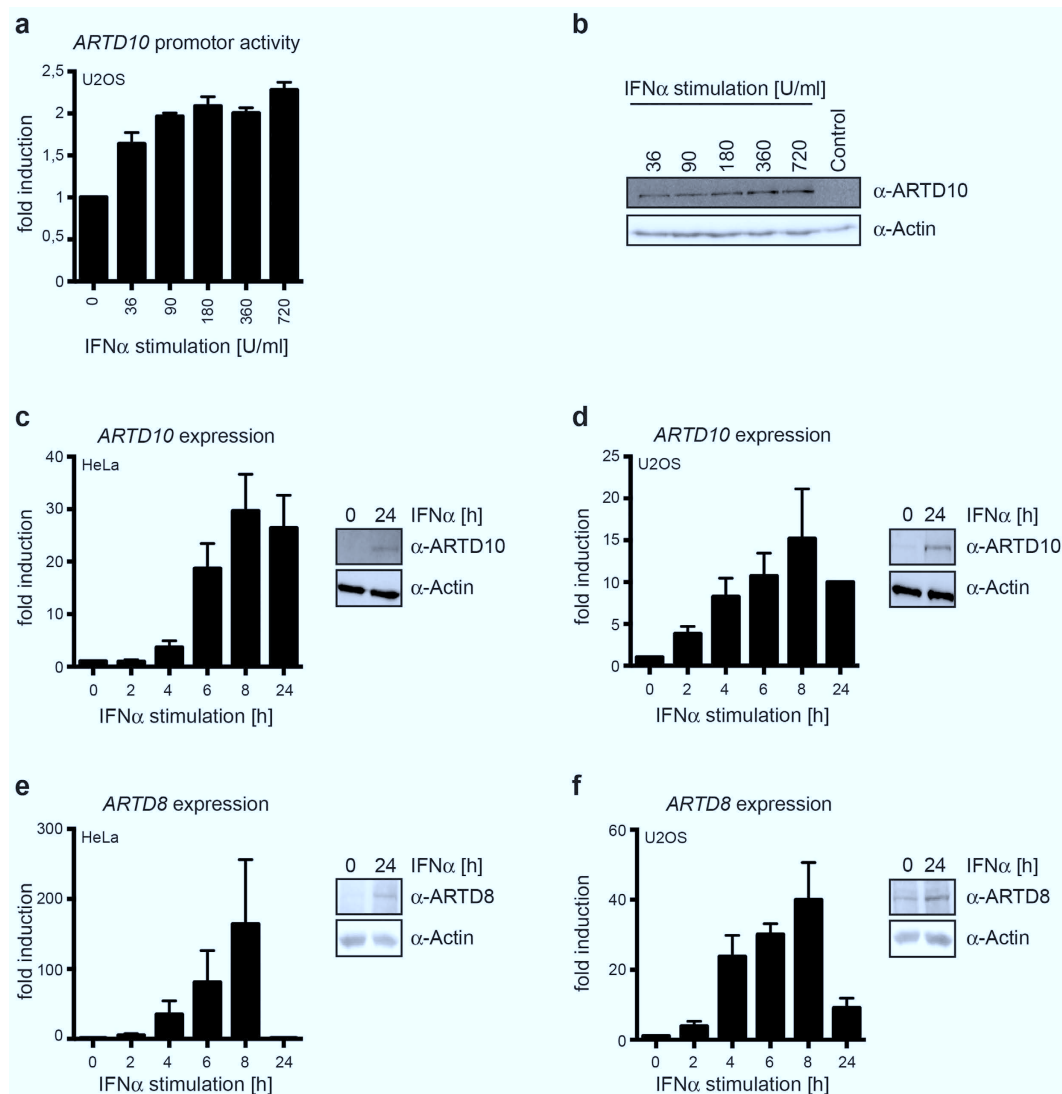 a
ARTD10 promotor activity
U2OS
fold induction
2,5
2
1,5
1
0,5
0
0 36 90 180 360 720
IFNα stimulation [U/ml]
b
IFNα stimulation [U/ml]
36 90 180 360 720 Control
α-ARTD10
α-Actin
c
ARTD10 expression
HeLa
fold induction
40
30
20
10
0
0 2 4 6 8 24
IFNα stimulation [h]
0 24 IFNα [h]
α-ARTD10
α-Actin
d
ARTD10 expression
U2OS
fold induction
25
20
15
10
5
0
0 2 4 6 8 24
IFNα stimulation [h]
0 24 IFNα [h]
α-ARTD10
α-Actin
e
ARTD8 expression
HeLa
fold induction
300
200
100
0
0 2 4 6 8 24
IFNα stimulation [h]
0 24 IFNα [h]
α-ARTD8
α-Actin
f
ARTD8 expression
U2OS
fold induction
60
40
20
0
0 2 4 6 8 24
IFNα stimulation [h]
0 24 IFNα [h]
α-ARTD8
α-Actin